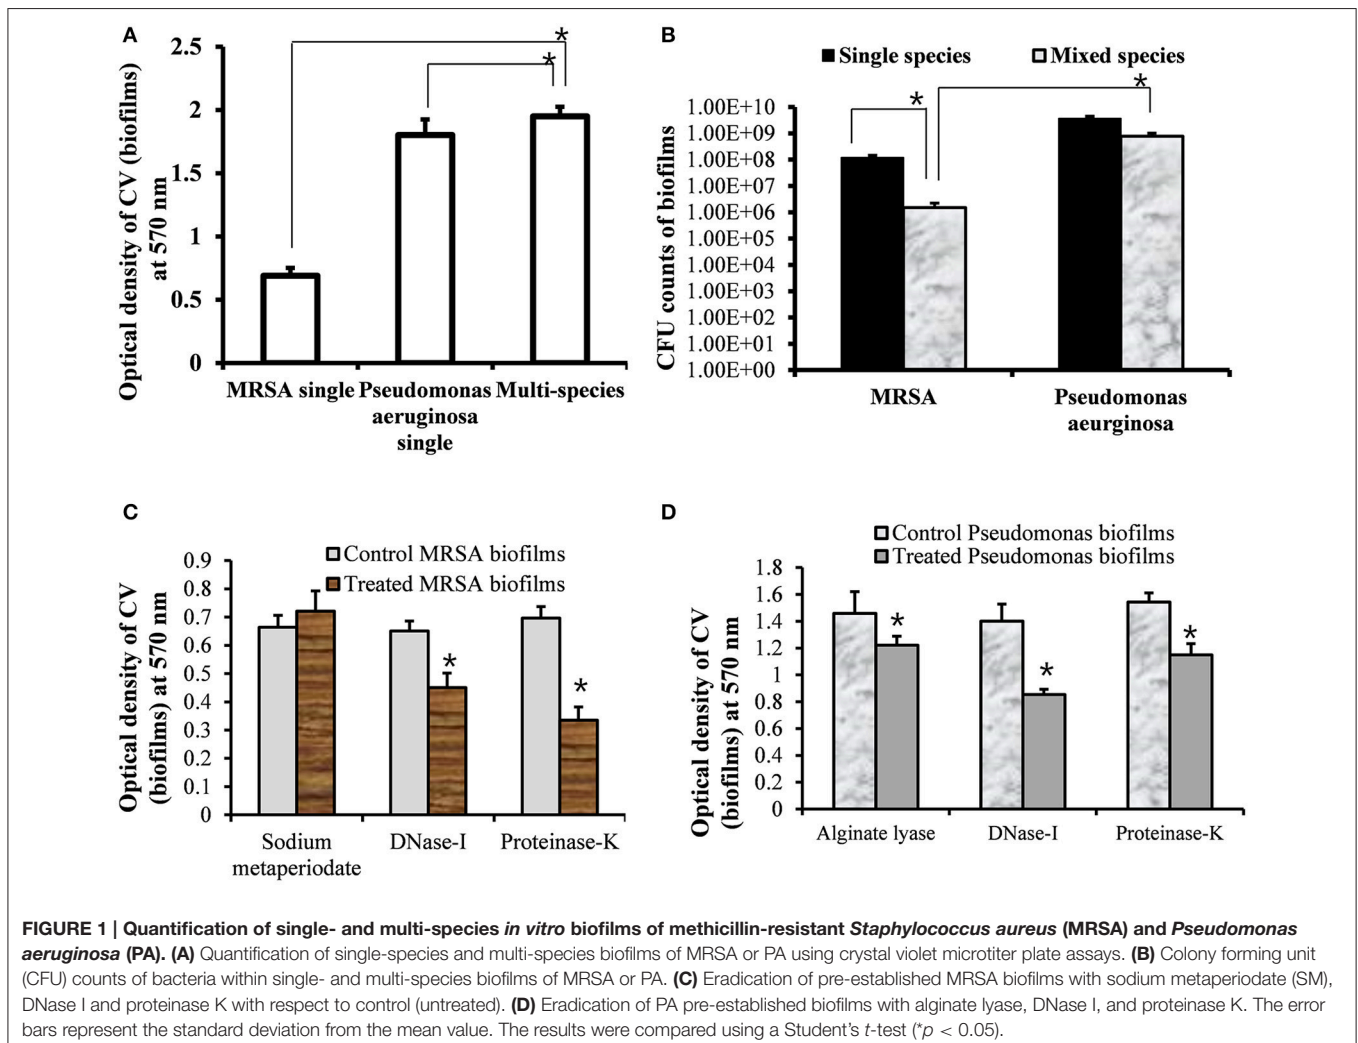 A
Optical density of CV (biofilms)
at 570 nm
2.5
2
1.5
1
0.5
0
*
*
MRSA single
Pseudomonas
aeruginosa
single
Multi-species
B
Single species
Mixed species
CFU counts of biofilms
1.00E+10
1.00E+09
1.00E+08
1.00E+07
1.00E+06
1.00E+05
1.00E+04
1.00E+03
1.00E+02
1.00E+01
1.00E+00
*
*
MRSA
Pseudomonas
aeurginosa
C
Control MRSA biofilms
Treated MRSA biofilms
Optical density of CV
(biofilms) at 570 nm
0.9
0.8
0.7
0.6
0.5
0.4
0.3
0.2
0.1
0
*
*
Sodium
metaperiodate
DNase-I
Proteinase-K
D
Control Pseudomonas biofilms
Treated Pseudomonas biofilms
Optical density of CV
(biofilms) at 570 nm
1.8
1.6
1.4
1.2
1
0.8
0.6
0.4
0.2
0
*
*
*
Alginate lyase
DNase-I
Proteinase-K
FIGURE 1 | Quantification of single- and multi-species in vitro biofilms of methicillin-resistant Staphylococcus aureus (MRSA) and Pseudomonas
aeruginosa (PA). (A) Quantification of single-species and multi-species biofilms of MRSA or PA using crystal violet microtiter plate assays. (B) Colony forming unit
(CFU) counts of bacteria within single- and multi-species biofilms of MRSA or PA. (C) Eradication of pre-established MRSA biofilms with sodium metaperiodate (SM),
DNase I and proteinase K with respect to control (untreated). (D) Eradication of PA pre-established biofilms with alginate lyase, DNase I, and proteinase K. The error
bars represent the standard deviation from the mean value. The results were compared using a Student's t-test (*p < 0.05).